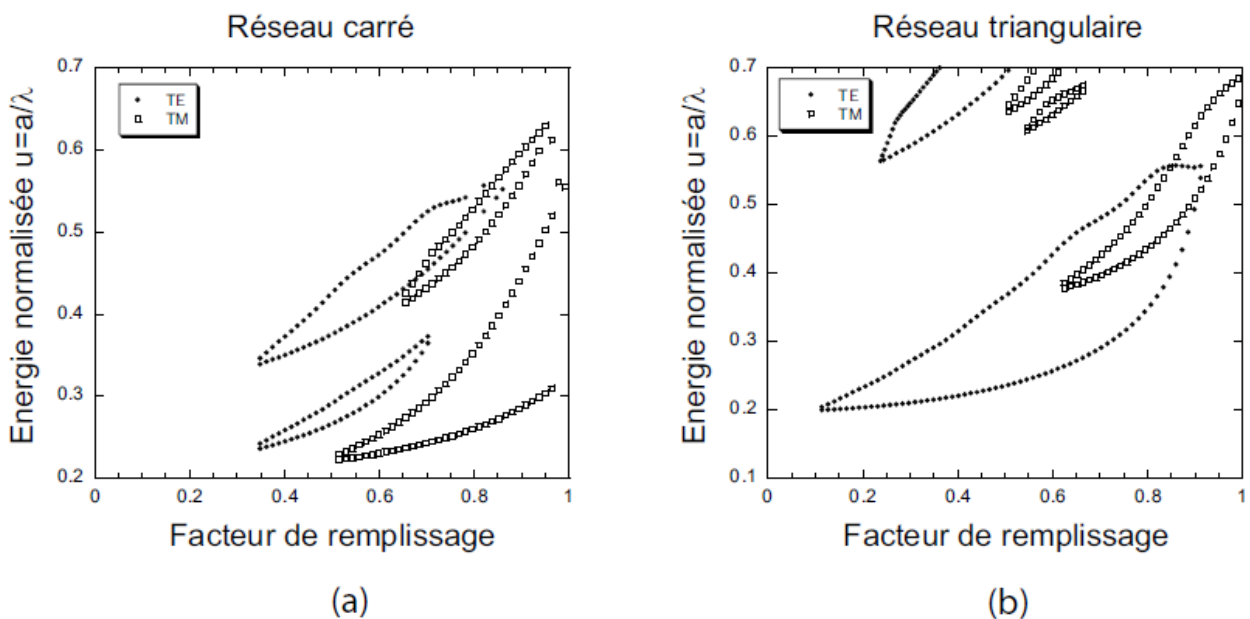 Réseau carré
Energie normalisée u=a/λ
0.7
0.6
0.5
0.4
0.3
0.2
TE
TM
0
0.2
0.4
0.6
0.8
1
Facteur de remplissage
(a)
Réseau triangulaire
Energie normalisée u=a/λ
0.7
0.6
0.5
0.4
0.3
0.2
0.1
TE
TM
0
0.2
0.4
0.6
0.8
1
Facteur de remplissage
(b)